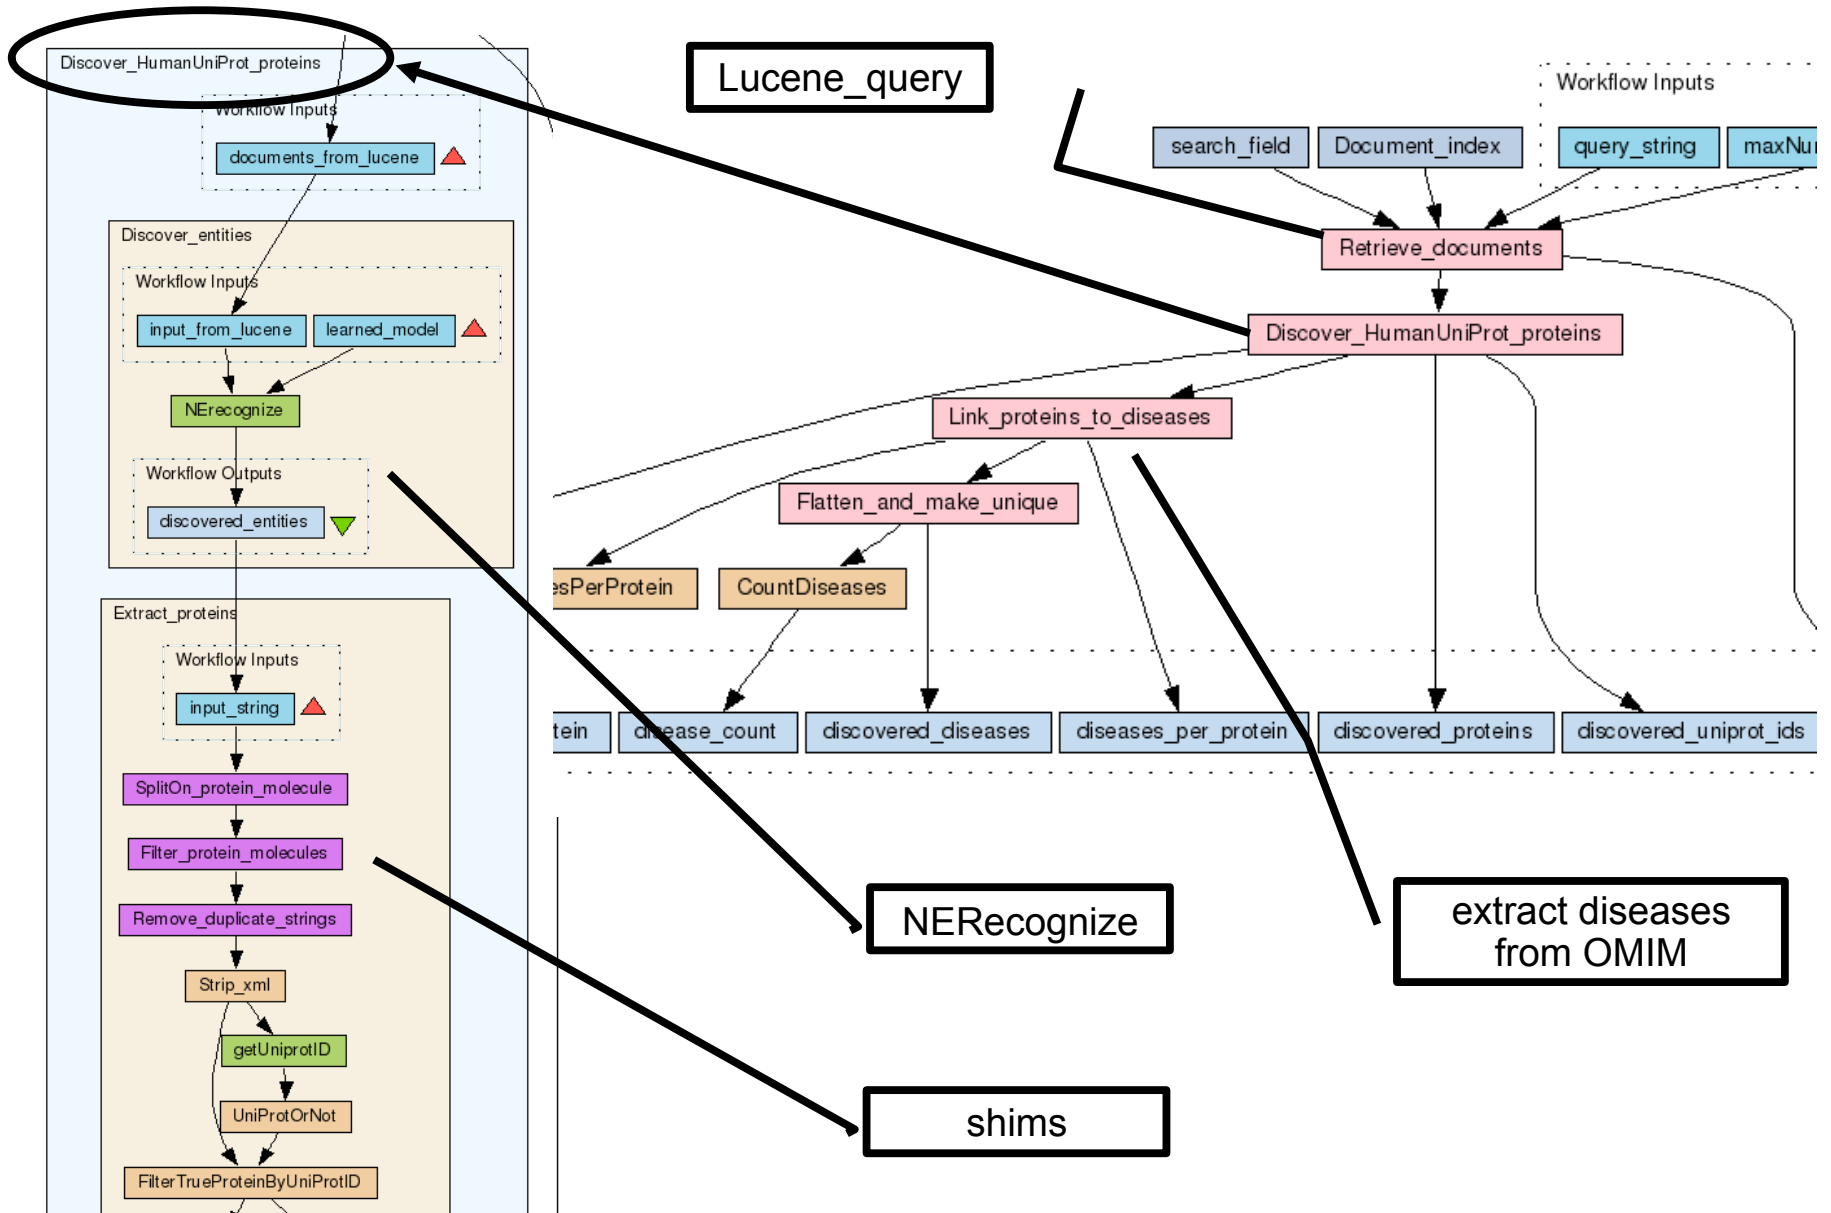 Discover_HumanUniProt_proteins
Workflow Inputs
documents_from_lucene
Discover_entities
Workflow Inputs
input_from_lucene
learned_model
NErecognize
Workflow Outputs
discovered_entities
Extract_proteins
Workflow Inputs
input_string
SplitOn_protein_molecule
Filter_protein_molecules
Remove_duplicate_strings
Strip_xml
getUniprotID
UniProtOrNot
FilterTrueProteinByUniProtID
Lucene_query
Workflow Inputs
search_field
Document_index
query_string
maxNu
Retrieve_documents
Discover_HumanUniProt_proteins
Link_proteins_to_diseases
Flatten_and_make_unique
esPerProtein
CountDiseases
tein
disease_count
discovered_diseases
diseases_per_protein
discovered_proteins
discovered_uniprot_ids
NERecognize
extract diseases
from OMIM
shims